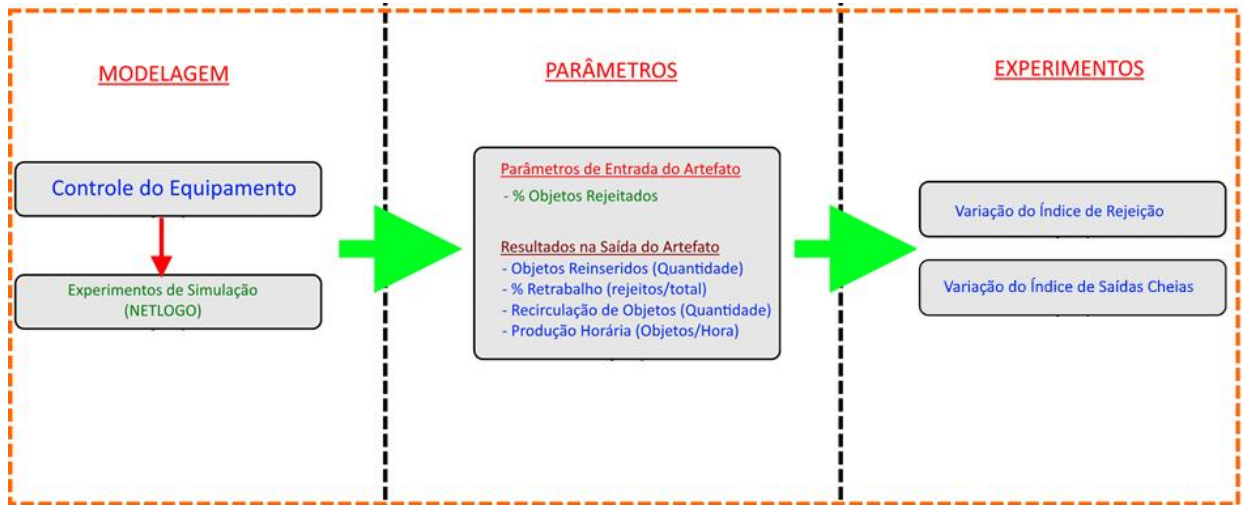 MODELAGEM
Controle do Equipamento
Experimentos de Simulação
(NETLOGO)
PARÂMETROS
Parâmetros de Entrada do Artefato
- % Objetos Rejeitados
Resultados na Saída do Artefato
- Objetos Reinseridos (Quantidade)
- % Retrabalho (rejeitos/total)
- Recirculação de Objetos (Quantidade)
- Produção Horária (Objetos/Hora)
EXPERIMENTOS
Variação do Índice de Rejeição
Variação do Índice de Saídas Cheias